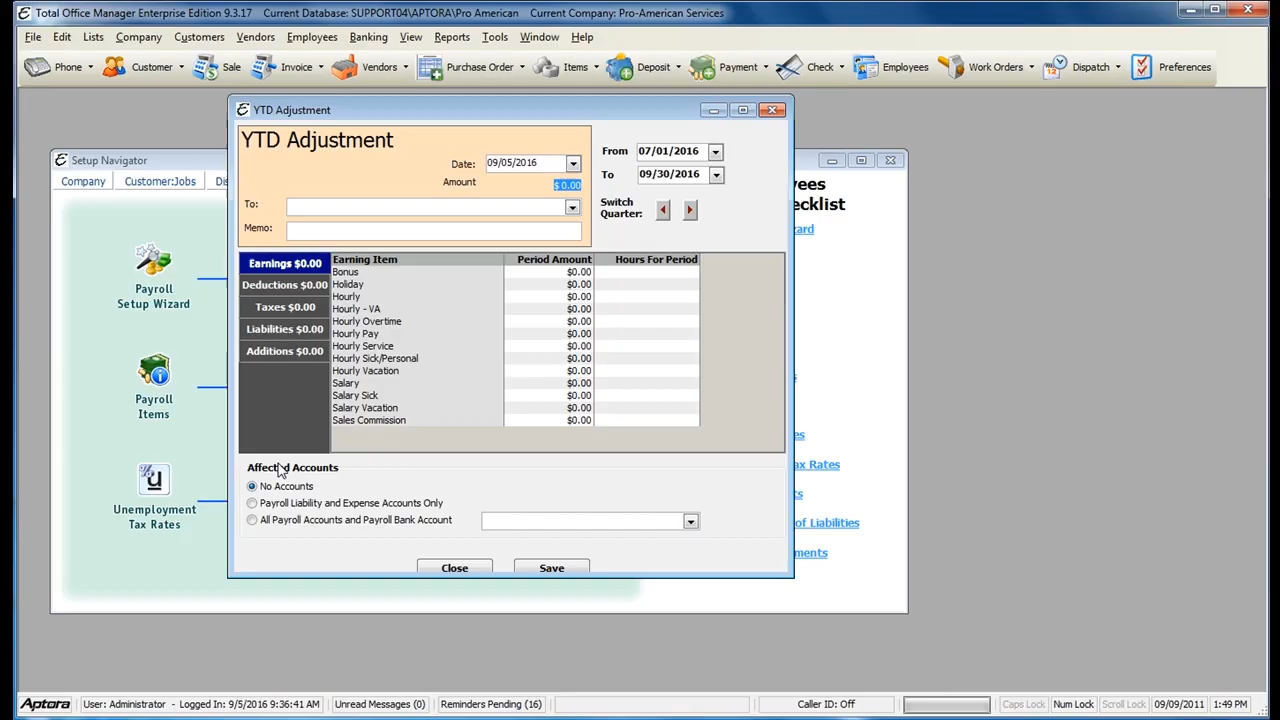 Total Office Manager Enterprise Edition 9.3.17 Current Database: SUPPORT04\APTORA\Pro American Current Company: Pro-American Services
File Edit Lists Company Customers Vendors Employees Banking View Reports Tools Window Help
Phone Customer Sale Invoice Vendors Purchase Order Items Deposit Payment Check Employees Work Orders Dispatch Preferences
Setup Navigator
Company Customer:Jobs
Payroll
Setup Wizard
Payroll
Items
Unemployment
Tax Rates
YTD Adjustment
YTD Adjustment
Date: 09/05/2016
Amount $0.00
To:
Memo:
From 07/01/2016
To 09/30/2016
Switch
Quarter:
Earnings $0.00
Deductions $0.00
Taxes $0.00
Liabilities $0.00
Additions $0.00
Earning Item Period Amount Hours For Period
Bonus $0.00
Holiday $0.00
Hourly $0.00
Hourly - VA $0.00
Hourly Overtime $0.00
Hourly Pay $0.00
Hourly Service $0.00
Hourly Sick/Personal $0.00
Hourly Vacation $0.00
Salary $0.00
Salary Sick $0.00
Salary Vacation $0.00
Sales Commission $0.00
Affected Accounts
No Accounts
Payroll Liability and Expense Accounts Only
All Payroll Accounts and Payroll Bank Account
Close Save
yees
hecklist
zard
s
es
ax Rates
ts
of Liabilities
ments
Aptora User: Administrator - Logged In: 9/5/2016 9:36:41 AM Unread Messages (0) Reminders Pending (16) Caller ID: Off Caps Lock Num Lock Scroll Lock 09/09/2011 1:49 PM